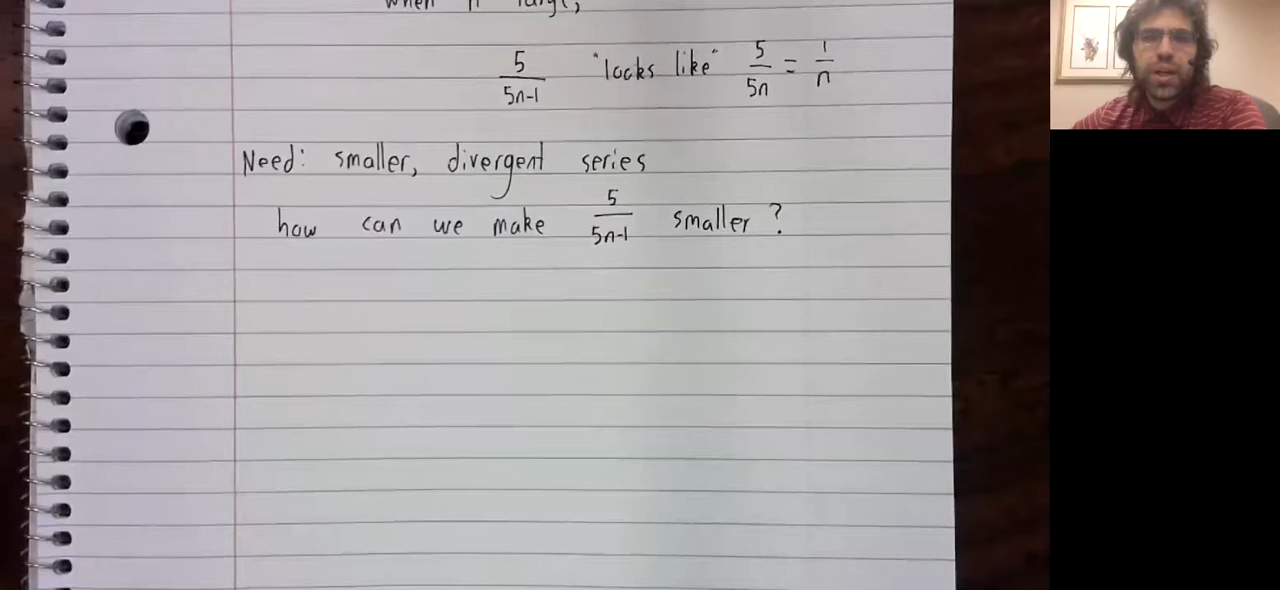 when n
5/(5n-1) "looks like" 5/5n = 1/n
Need: smaller, divergent series
how can we make 5/(5n-1) smaller?